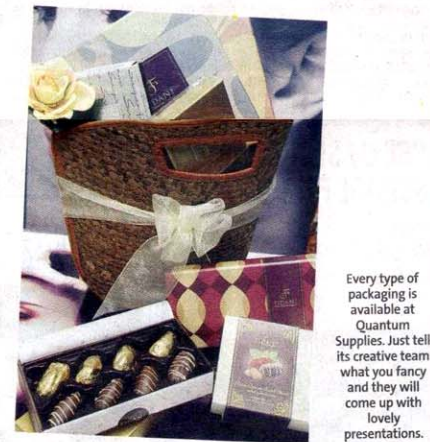 Every type of
packaging is
available at
Quantum
Supplies. Just tell
its creative team
what you fancy
and they will
come up with
lovely
presentations.